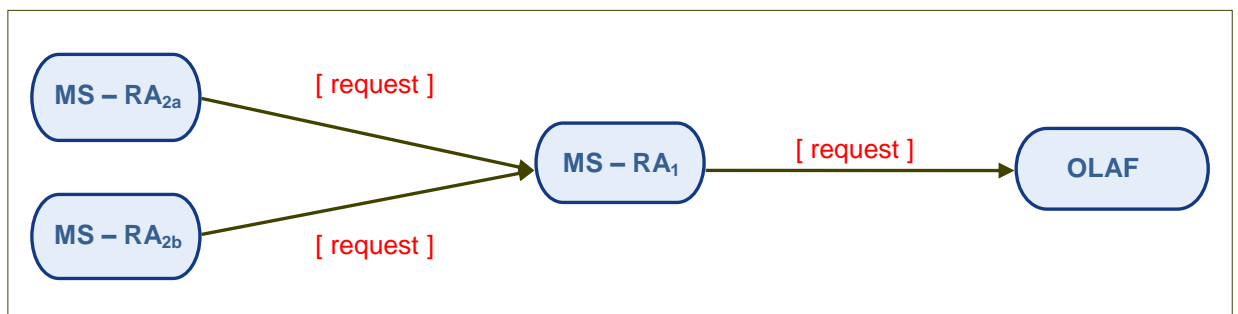 MS – RA2a
[ request ]
MS – RA1
[ request ]
OLAF
MS – RA2b
[ request ]